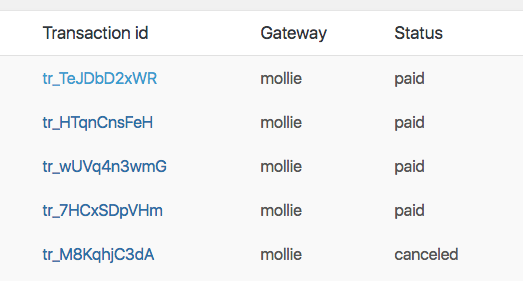 Transaction id Gateway Status
tr_TeJDbD2xWR mollie paid
tr_HTqnCnsFeH mollie paid
tr_wUVq4n3wmG mollie paid
tr_7HCxSDpVHm mollie paid
tr_M8KqhjC3dA mollie canceled